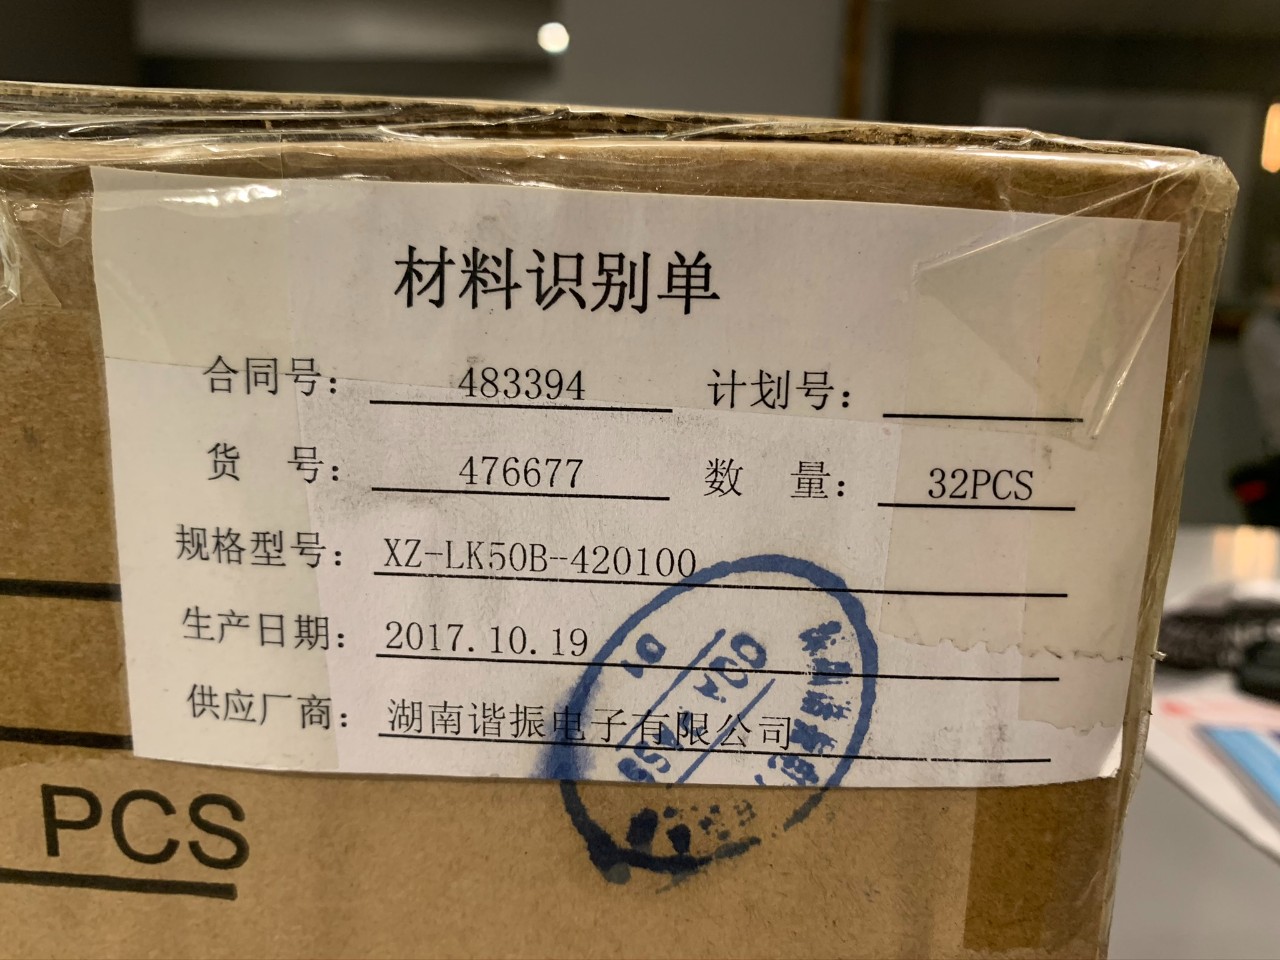 材料识别单
合同号： 483394 计划号：
货 号： 476677 数 量： 32PCS
规格型号： XZ-LK50B-420100
生产日期： 2017.10.19
供应厂商： 湖南谐振电子有限公司
01
PCS